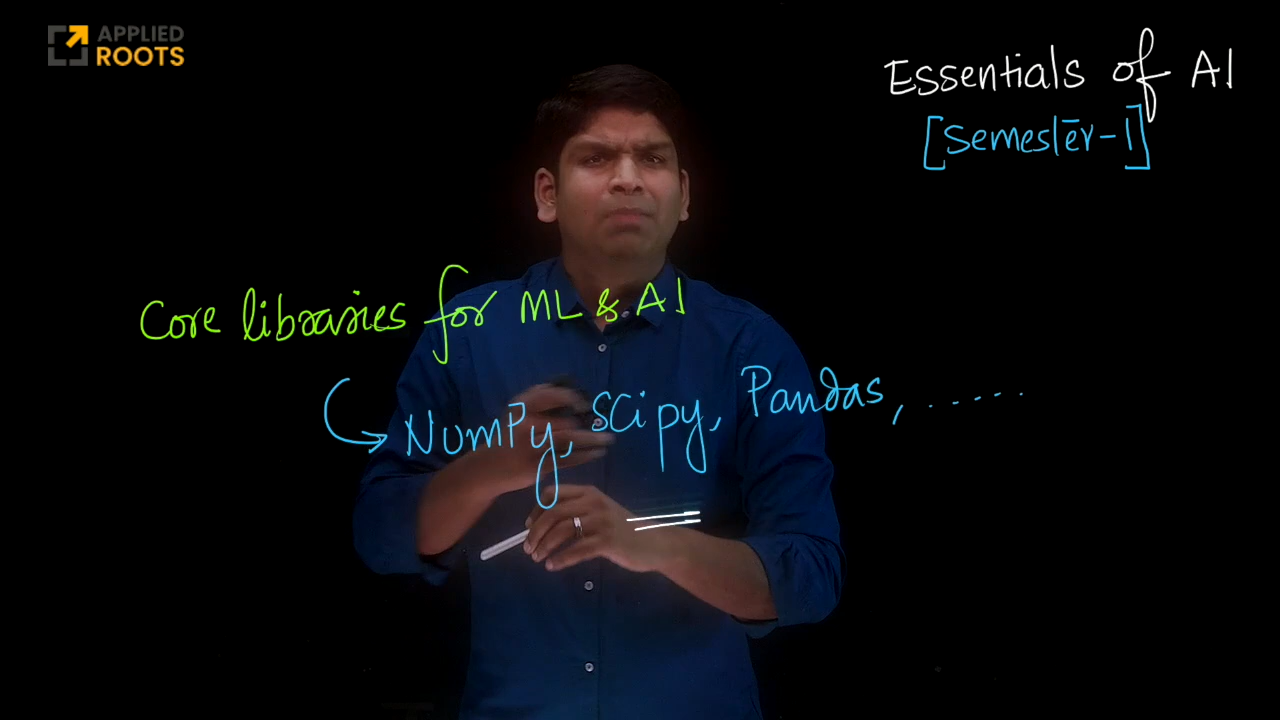 APPLIED
ROOTS
Essentials of AI
[Semester-1]
Core libraries for ML & AI
NumPy, SciPy, Pandas, ......